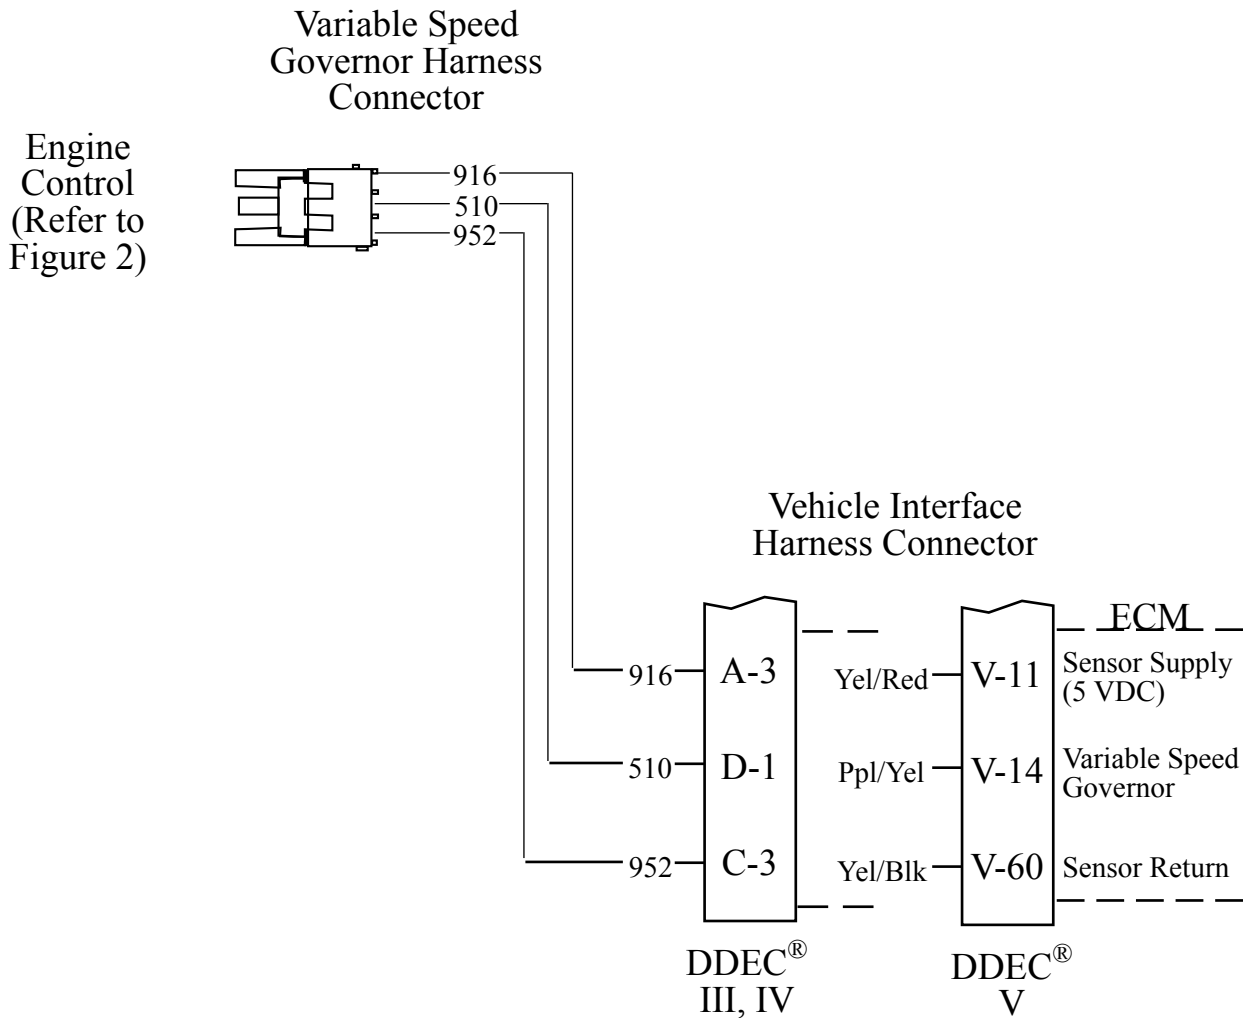 Variable Speed
Governor Harness
Connector
Engine
Control
(Refer to
Figure 2)
916
510
952
Vehicle Interface
Harness Connector
ECM
916
A-3
Yel/Red
V-11
Sensor Supply
(5 VDC)
510
D-1
Ppl/Yel
V-14
Variable Speed
Governor
952
C-3
Yel/Blk
V-60
Sensor Return
DDEC®
III, IV
DDEC®
V